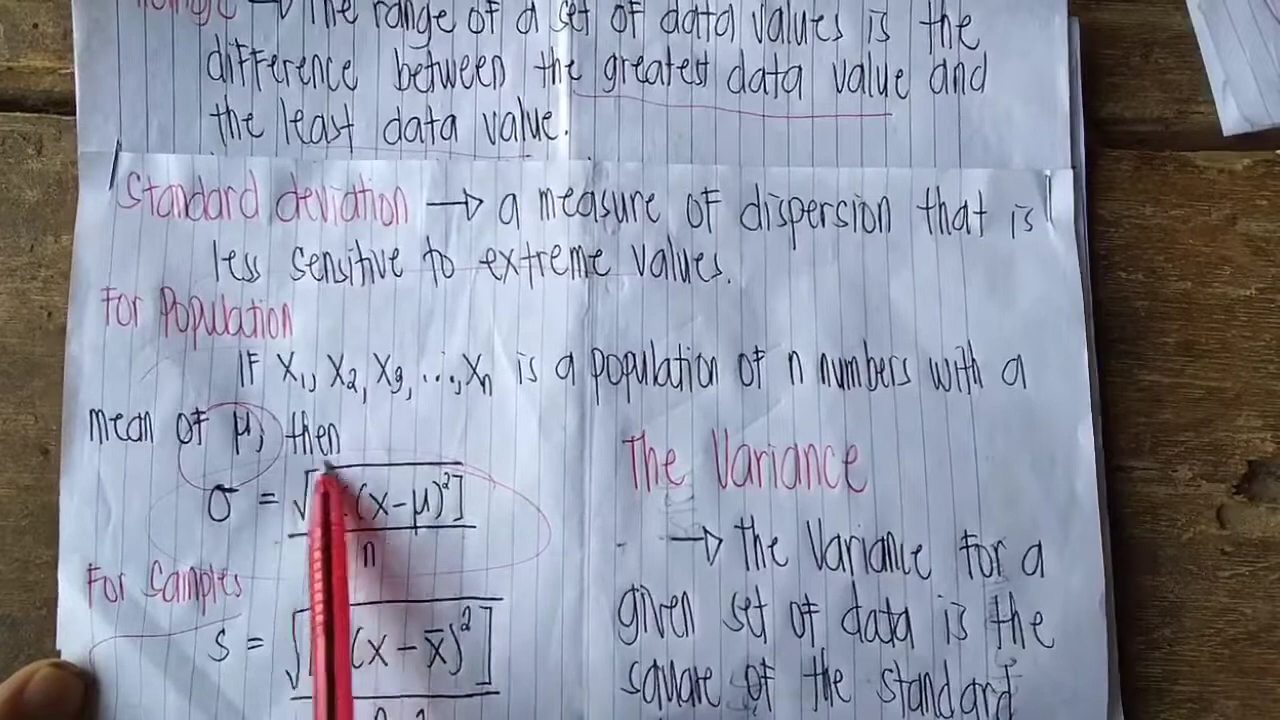 Range → The range of a set of data values is the
difference between the greatest data value and
the least data value.
Standard deviation → a measure of dispersion that is
less sensitive to extreme values.
For Population
IF X1, X2, X3, ..., Xn is a population of n numbers with a
mean of μ, then
σ = √[ (x-μ)²]
n
For Samples
s = √[ (x-x̄)²]
The Variance
→ the Variance for a
given set of data is the
square of the standard